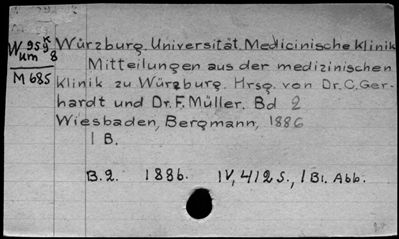 W 959 K
um 8
M 685
Würzburg. Universität. Medicinische Klinik
Mitteilungen aus der medizinischen
Klinik zu Würzburg. Hrsg. von Dr. C. Ger-
hardt und Dr. F. Müller. Bd 2
Wiesbaden, Bergmann, 1886
1 B.
B. 2. 1886. IV, 412 S., 1 Bl. Abb.